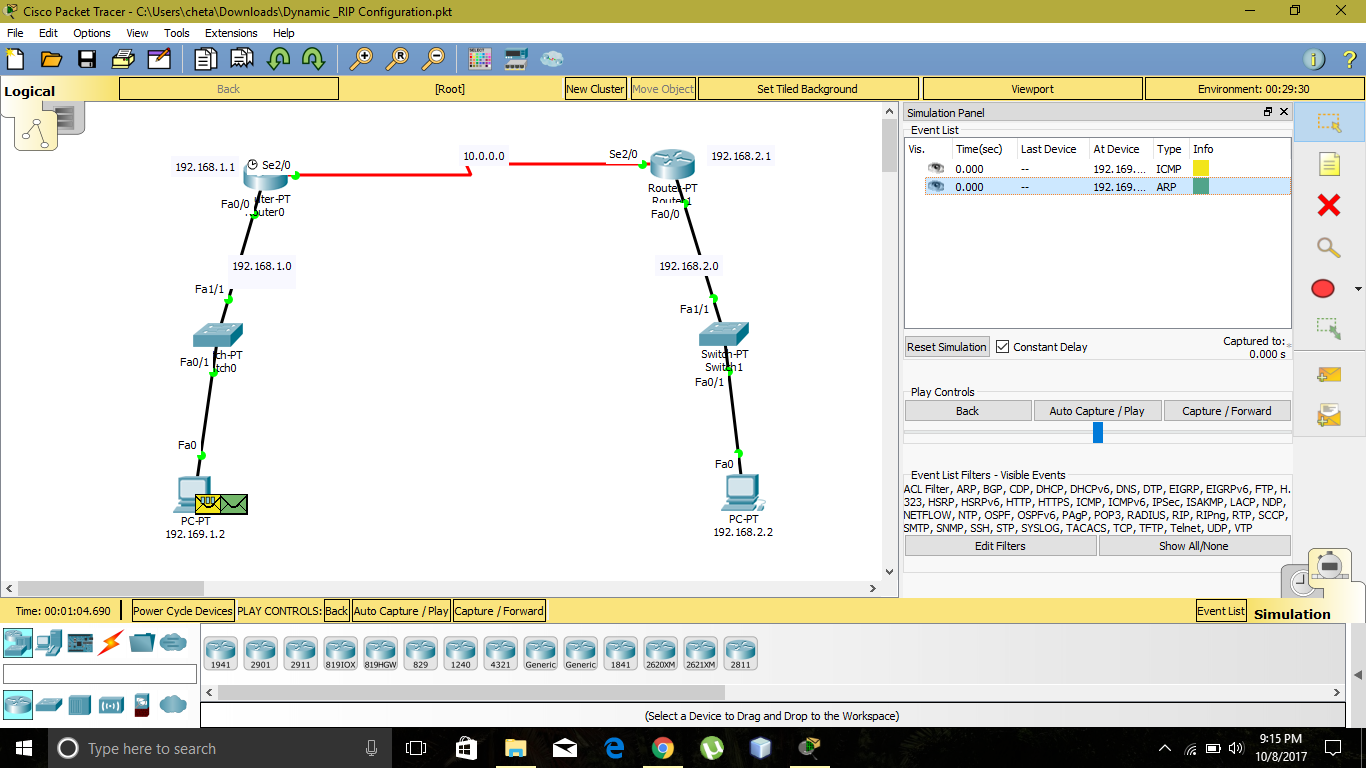 Cisco Packet Tracer - C:\Users\cheta\Downloads\Dynamic _RIP Configuration.pkt
File Edit Options View Tools Extensions Help
Logical Back [Root] New Cluster Move Object Set Tiled Background Viewport Environment: 00:29:30
192.168.1.1
Se2/0
10.0.0.0
Se2/0
192.168.2.1
Fa0/0
ter-PT
outer0
Router-PT
Router1
Fa0/0
192.168.1.0
192.168.2.0
Fa1/1
Fa1/1
ch-PT
tch0
Fa0/1
Switch-PT
Switch1
Fa0/1
Fa0
Fa0
PC-PT
192.169.1.2
PC-PT
192.168.2.2
Simulation Panel
Event List
Vis. Time(sec) Last Device At Device Type Info
0.000 -- 192.169.... ICMP
0.000 -- 192.169.... ARP
Reset Simulation Constant Delay Captured to:
0.000 s
Play Controls
Back Auto Capture / Play Capture / Forward
Event List Filters - Visible Events
ACL Filter, ARP, BGP, CDP, DHCP, DHCPv6, DNS, DTP, EIGRP, EIGRPv6, FTP, H.
323, HSRP, HSRPv6, HTTP, HTTPS, ICMP, ICMPv6, IPSec, ISAKMP, LACP, NDP,
NETFLOW, NTP, OSPF, OSPFv6, PAgP, POP3, RADIUS, RIP, RIPng, RTP, SCCP,
SMTP, SNMP, SSH, STP, SYSLOG, TACACS, TCP, TFTP, Telnet, UDP, VTP
Edit Filters Show All/None
Time: 00:01:04.690 Power Cycle Devices PLAY CONTROLS: Back Auto Capture / Play Capture / Forward Event List Simulation
1941 2901 2911 819IOX 819HGW 829 1240 4321 Generic Generic 1841 2620XM 2621XM 2811
(Select a Device to Drag and Drop to the Workspace)
Type here to search
9:15 PM
10/8/2017